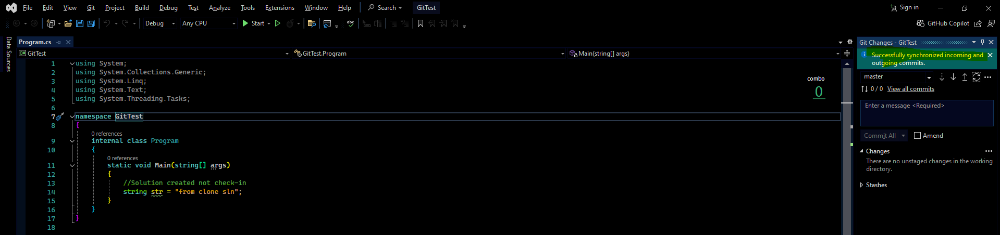 File Edit View Git Project Build Debug Test Analyze Tools Extensions Window Help Search GitTest Sign in
Debug Any CPU Start GitHub Copilot
Data Sources
Program.cs
GitTest GitTest.Program Main(string[] args)
1 using System;
2 using System.Collections.Generic;
3 using System.Linq;
4 using System.Text;
5 using System.Threading.Tasks;
6
7 namespace GitTest
8 {
0 references
9 internal class Program
10 {
0 references
11 static void Main(string[] args)
12 {
13 //Solution created not check-in
14 string str = "from clone sln";
15 }
16 }
17 }
18
combo
0
Git Changes - GitTest
Successfully synchronized incoming and
outgoing commits.
master
0 / 0 View all commits
Enter a message <Required>
Commit All Amend
Changes
There are no unstaged changes in the working
directory.
Stashes